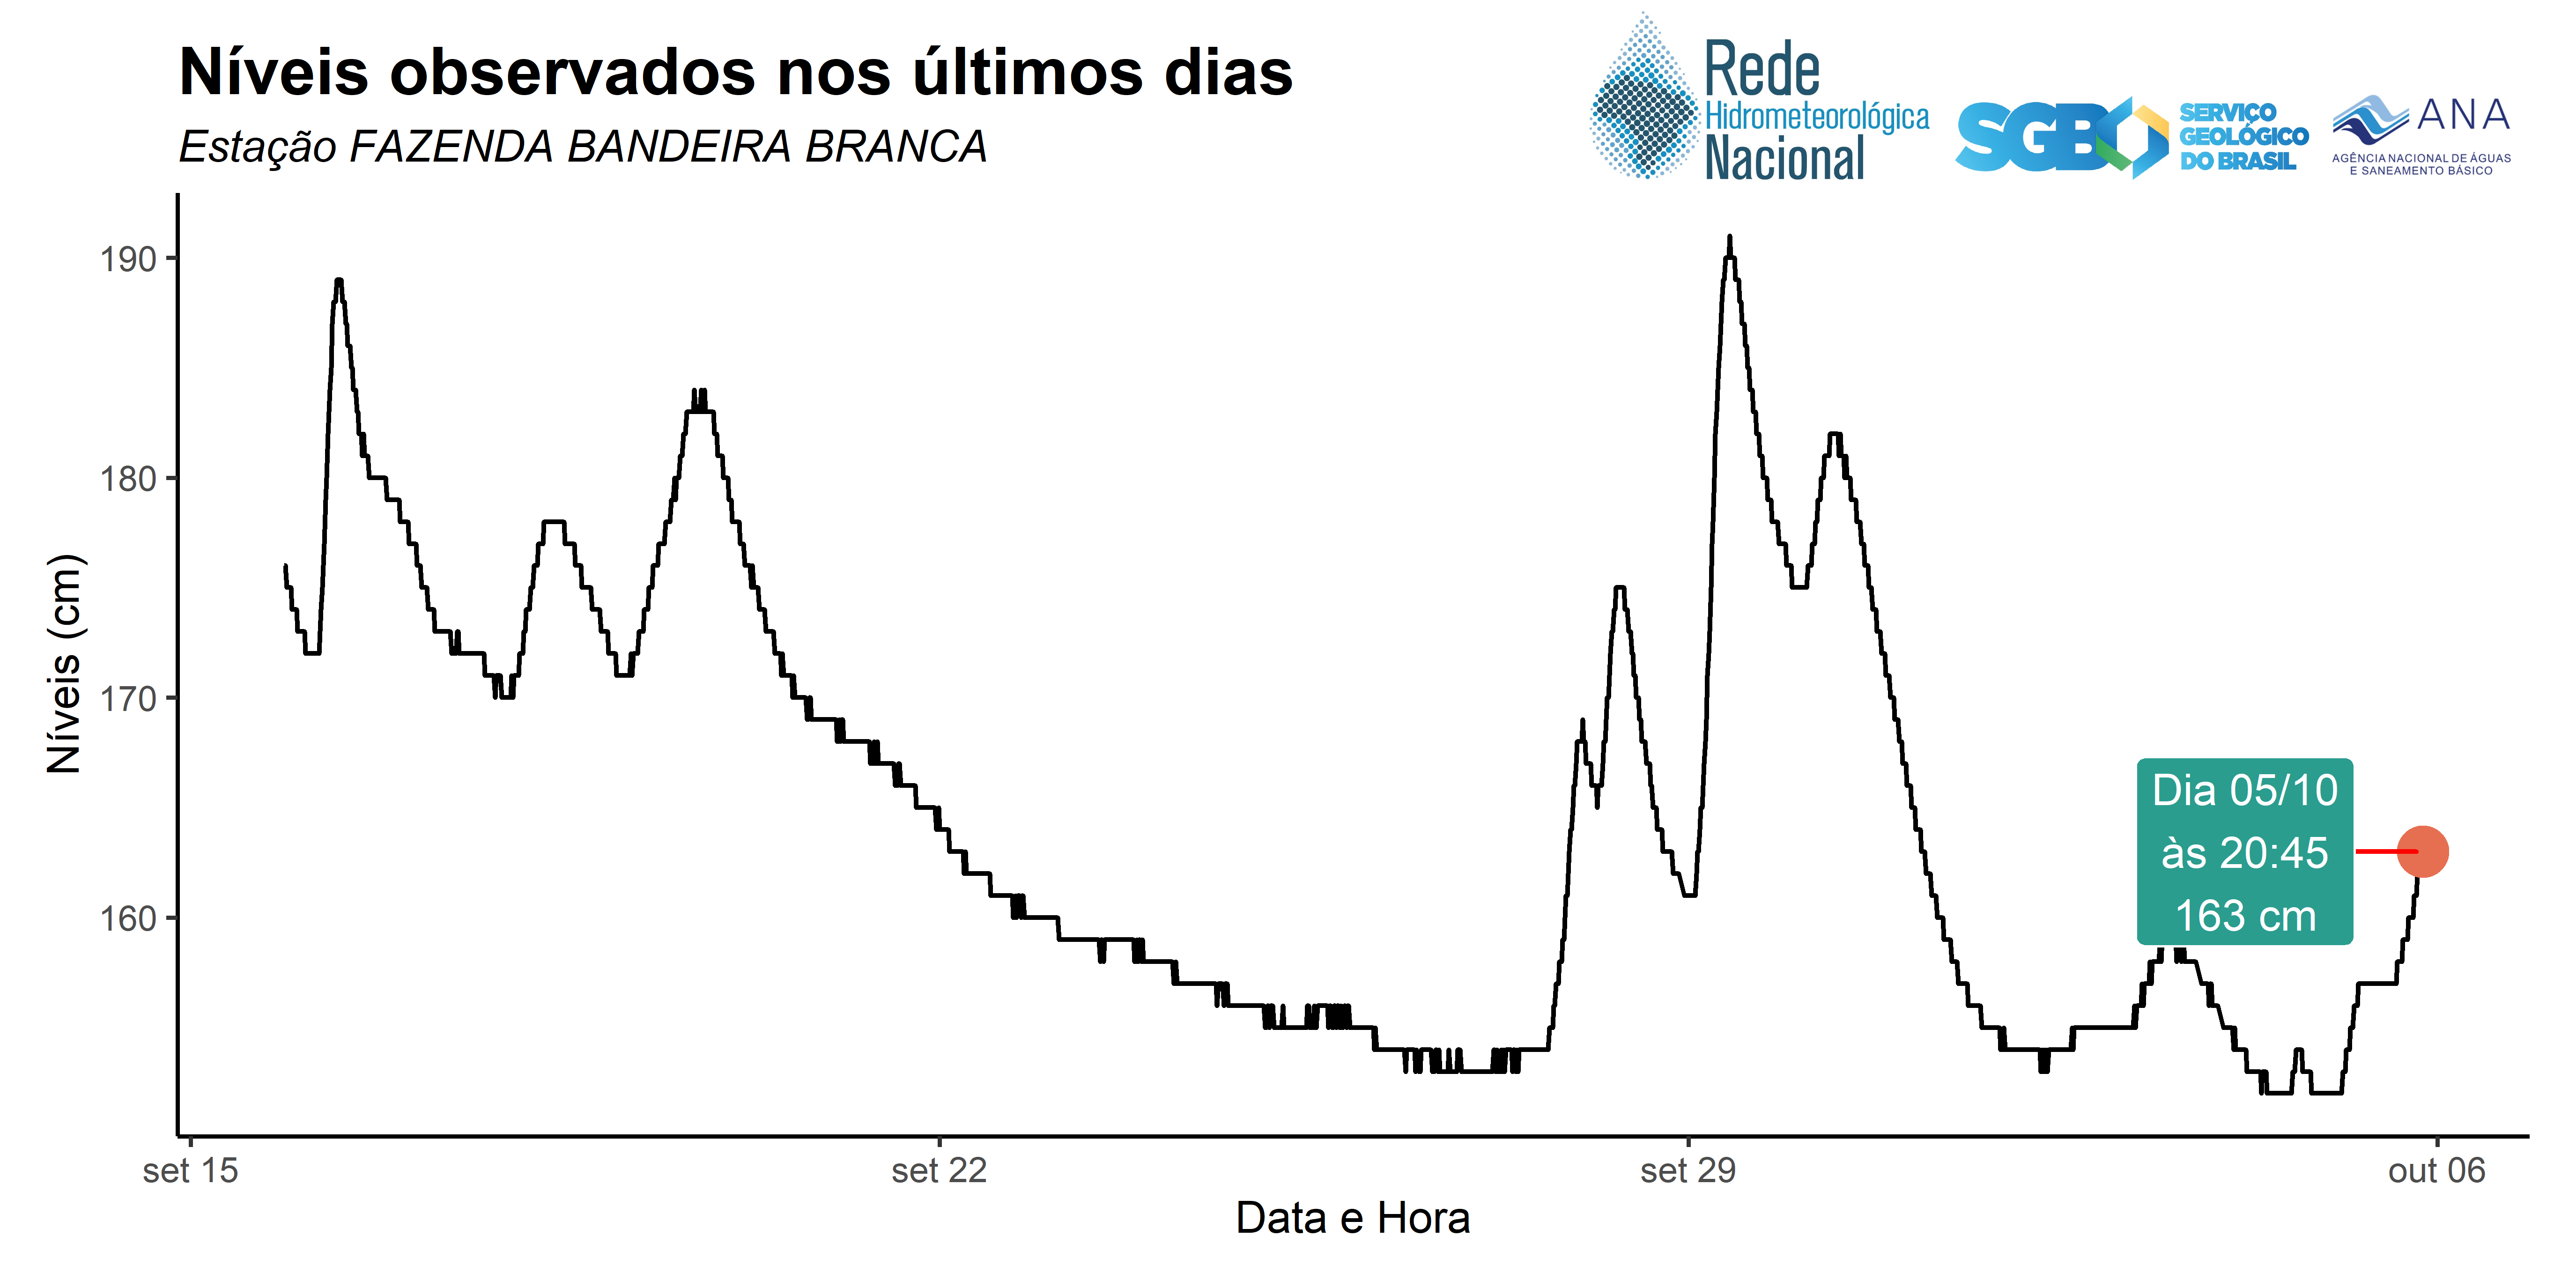 Níveis observados nos últimos dias
Estação FAZENDA BANDEIRA BRANCA
Rede
Hidrometeorológica
Nacional
SGB
SERVIÇO
GEOLÓGICO
DO BRASIL
ANA
AGÊNCIA NACIONAL DE ÁGUAS
E SANEAMENTO BÁSICO
Níveis (cm)
190
180
170
160
Dia 05/10
às 20:45
163 cm
set 15
set 22
set 29
out 06
Data e Hora